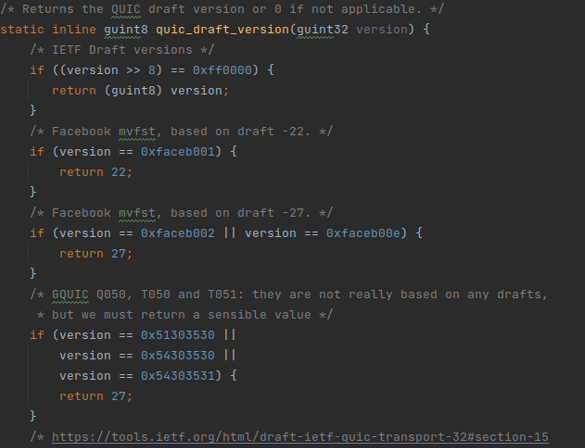 /* Returns the QUIC draft version or 0 if not applicable. */
static inline guint8 quic_draft_version(guint32 version) {
    /* IETF Draft versions */
    if ((version >> 8) == 0xff0000) {
       return (guint8) version;
    }
    /* Facebook mvfst, based on draft -22. */
    if (version == 0xfaceb001) {
        return 22;
    }
    /* Facebook mvfst, based on draft -27. */
    if (version == 0xfaceb002 || version == 0xfaceb00e) {
        return 27;
    }
    /* GQUIC Q050, T050 and T051: they are not really based on any drafts,
     * but we must return a sensible value */
    if (version == 0x51303530 ||
        version == 0x54303530 ||
        version == 0x54303531) {
        return 27;
    }
    /* https://tools.ietf.org/html/draft-ietf-quic-transport-32#section-15